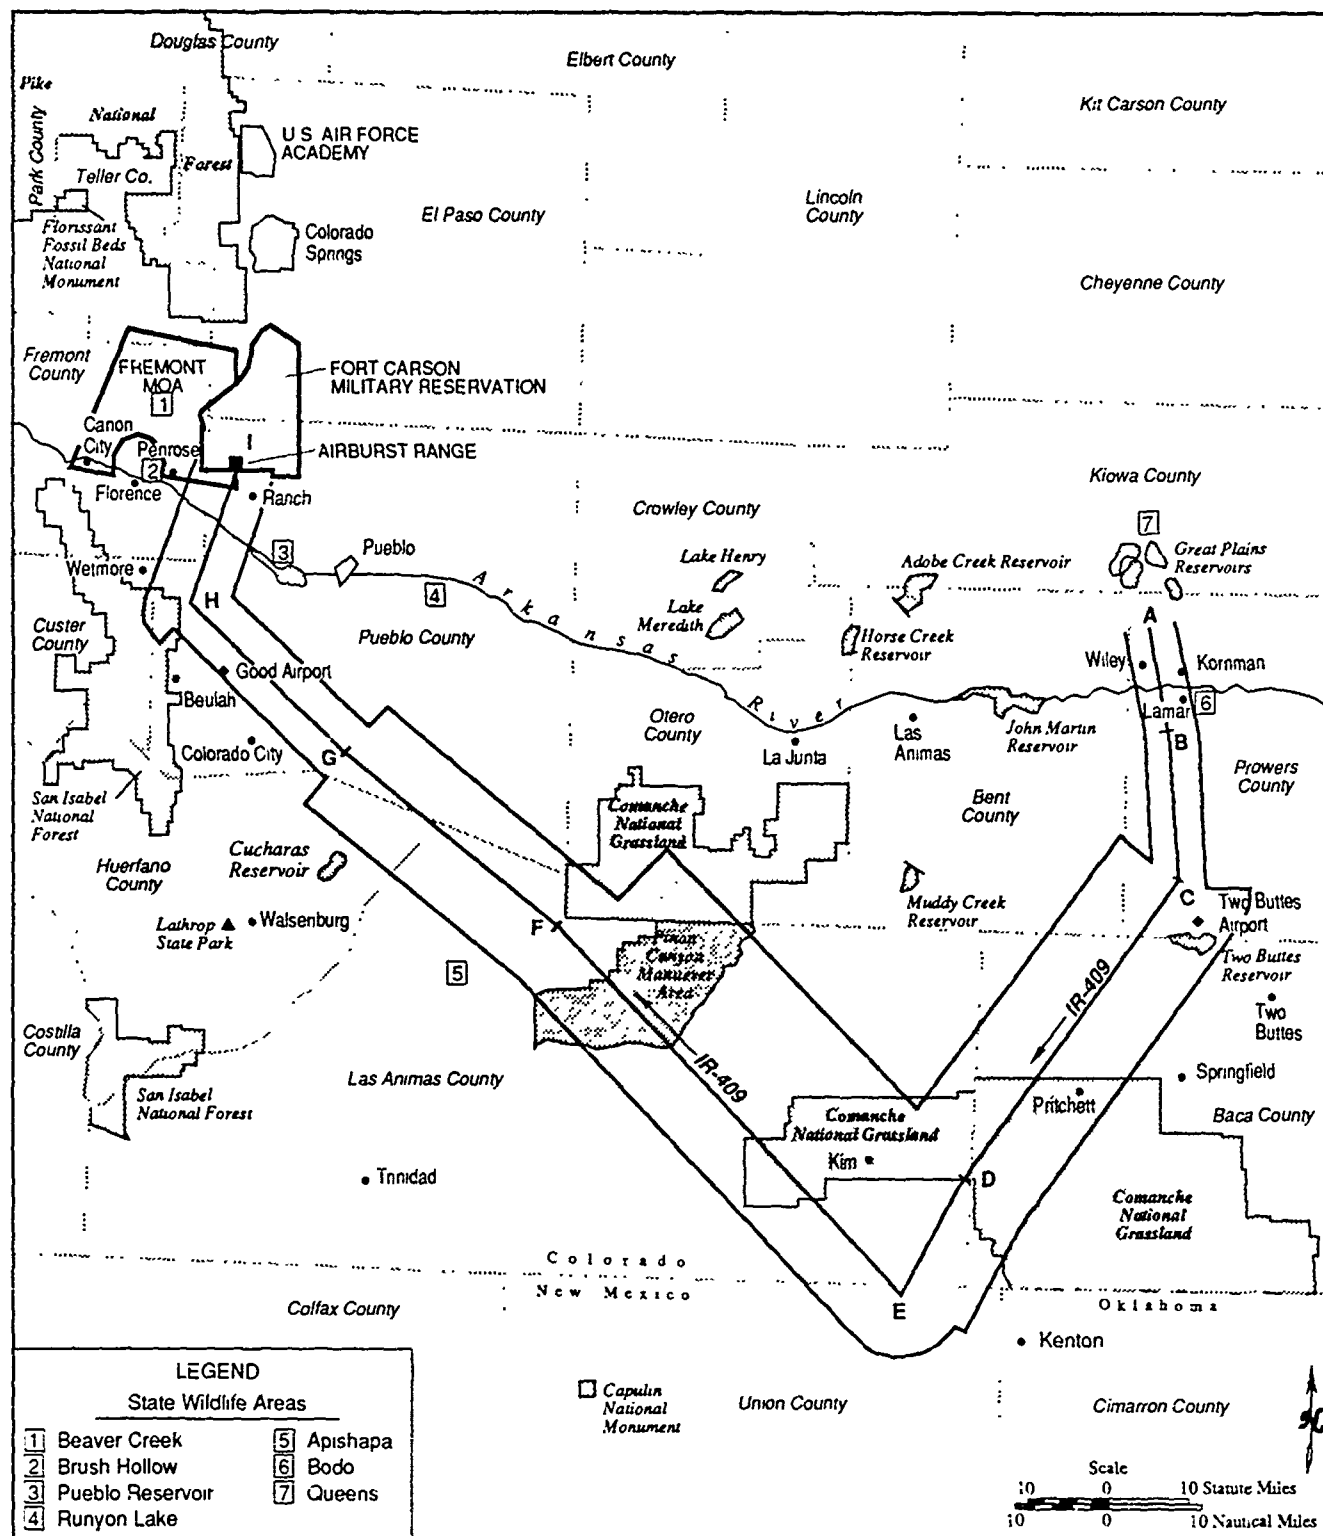 Douglas County
Elbert County
Kit Carson County
Pike
National
Forest
Park County
Teller Co.
U S AIR FORCE
ACADEMY
Florissant
Fossil Beds
National
Monument
El Paso County
Lincoln
County
Colorado
Springs
Cheyenne County
Fremont
County
FREMONT
MOA
1
FORT CARSON
MILITARY RESERVATION
Canon
City
Penrose
I
AIRBURST RANGE
2
Florence
Ranch
Kiowa County
Crowley County
7
Great Plains
Reservoirs
3
Pueblo
Lake Henry
Adobe Creek Reservoir
Wetmore
4
Arkansas
River
H
Lake
Meredith
A
Custer
County
Pueblo County
Horse Creek
Reservoir
Wiley
Kornman
Good Airport
Beulah
Lamar
6
Otero
County
Las
Animas
John Martin
Reservoir
B
Colorado City
G
La Junta
Prowers
County
San Isabel
National
Forest
Comanche
National
Grassland
Bent
County
Huerfano
County
Cucharas
Reservoir
Muddy Creek
Reservoir
C
Two Buttes
Airport
Lathrop
State Park
Walsenburg
F
Pinon
Canyon
Manuever
Area
Two Buttes
Reservoir
5
IR-409
Two
Buttes
Costilla
County
IR-409
Las Animas County
Springfield
San Isabel
National Forest
Pritchett
Baca County
Comanche
National Grassland
Kim
Trinidad
D
Comanche
National
Grassland
Colorado
New Mexico
Colfax County
E
Oklahoma
Kenton
Capulin
National
Monument
Union County
Cimarron County
LEGEND
State Wildlife Areas
1 Beaver Creek
2 Brush Hollow
3 Pueblo Reservoir
4 Runyon Lake
5 Apishapa
6 Bodo
7 Queens
Scale
10 0 10 Statute Miles
10 0 10 Nautical Miles